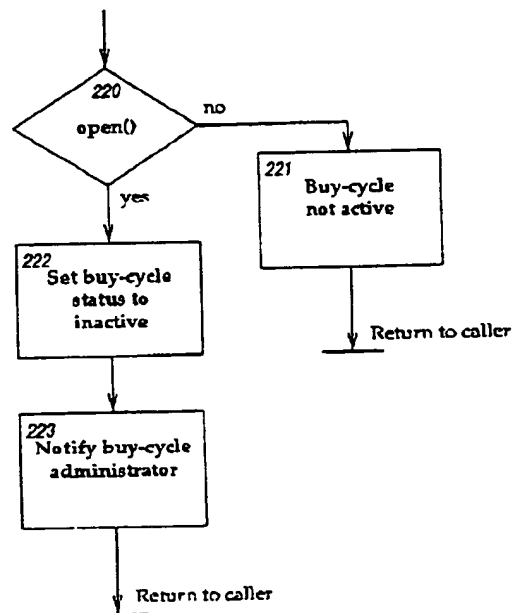 220
open()
no
yes
221
Buy-cycle
not active
222
Set buy-cycle
status to
inactive
Return to caller
223
Notify buy-cycle
administrator
Return to caller